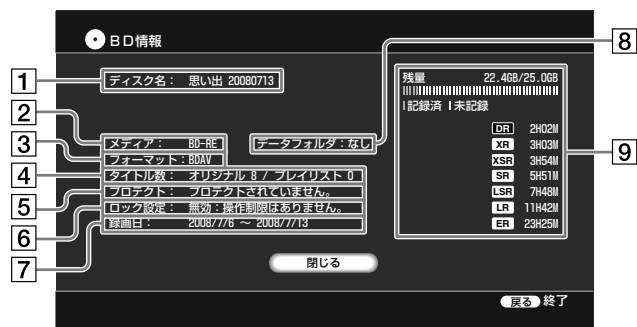 BD情報
1 ディスク名： 思い出 20080713
2 メディア： BD-RE
3 フォーマット：BDAV
4 タイトル数： オリジナル 8 / プレイリスト 0
5 プロテクト： プロテクトされていません。
6 ロック設定： 無効：操作制限はありません。
7 録画日： 2008/7/6 ～ 2008/7/13
データフォルダ：なし 8
残量 22.4GB/25.0GB
記録済 未記録
DR 2H02M
XR 3H03M
XSR 3H54M
SR 5H51M
LSR 7H48M
LR 11H42M
ER 23H25M
9
閉じる
戻る 終了